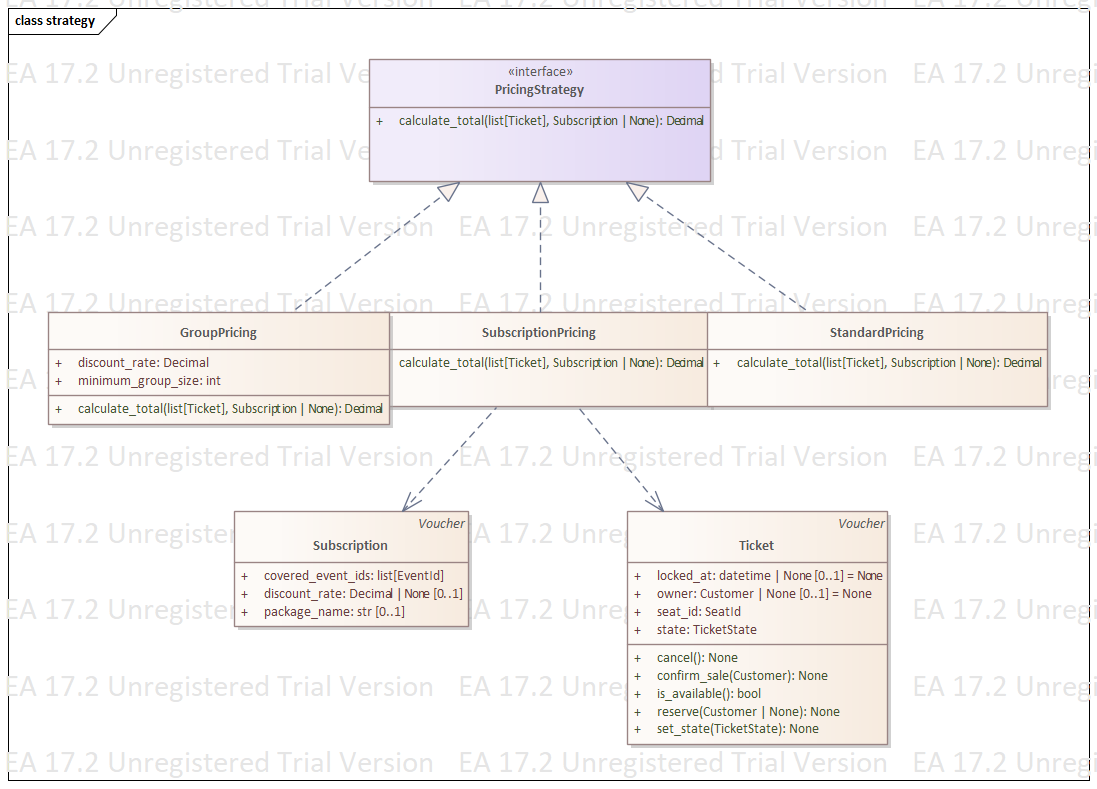 class strategy
«interface»
PricingStrategy
+ calculate_total(list[Ticket], Subscription | None): Decimal
GroupPricing
+ discount_rate: Decimal
+ minimum_group_size: int
+ calculate_total(list[Ticket], Subscription | None): Decimal
SubscriptionPricing
calculate_total(list[Ticket], Subscription | None): Decimal
StandardPricing
+ calculate_total(list[Ticket], Subscription | None): Decimal
Voucher
Subscription
+ covered_event_ids: list[EventId]
+ discount_rate: Decimal | None [0..1]
+ package_name: str [0..1]
Voucher
Ticket
+ locked_at: datetime | None [0..1] = None
+ owner: Customer | None [0..1] = None
+ seat_id: SeatId
+ state: TicketState
+ cancel(): None
+ confirm_sale(Customer): None
+ is_available(): bool
+ reserve(Customer | None): None
+ set_state(TicketState): None
EA 17.2 Unregistered Trial Version